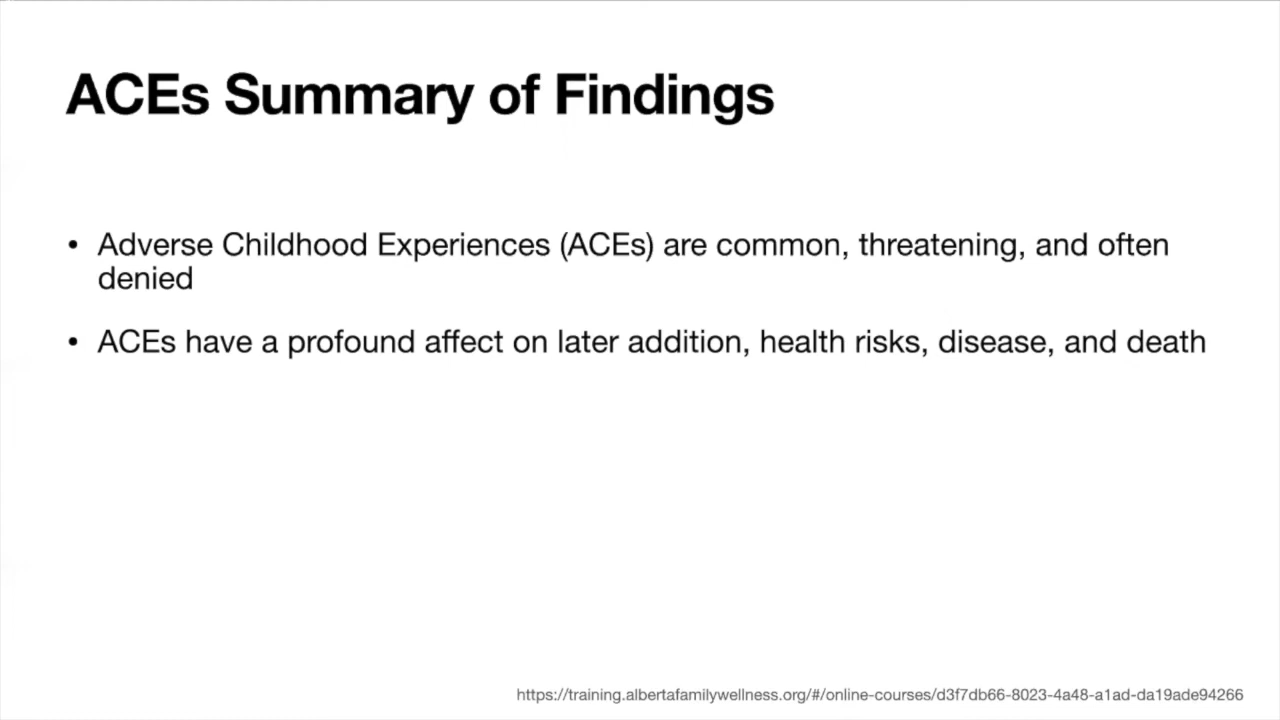 ACEs Summary of Findings
• Adverse Childhood Experiences (ACEs) are common, threatening, and often
denied
• ACEs have a profound affect on later addition, health risks, disease, and death
https://training.albertafamilywellness.org/#/online-courses/d3f7db66-8023-4a48-a1ad-da19ade94266